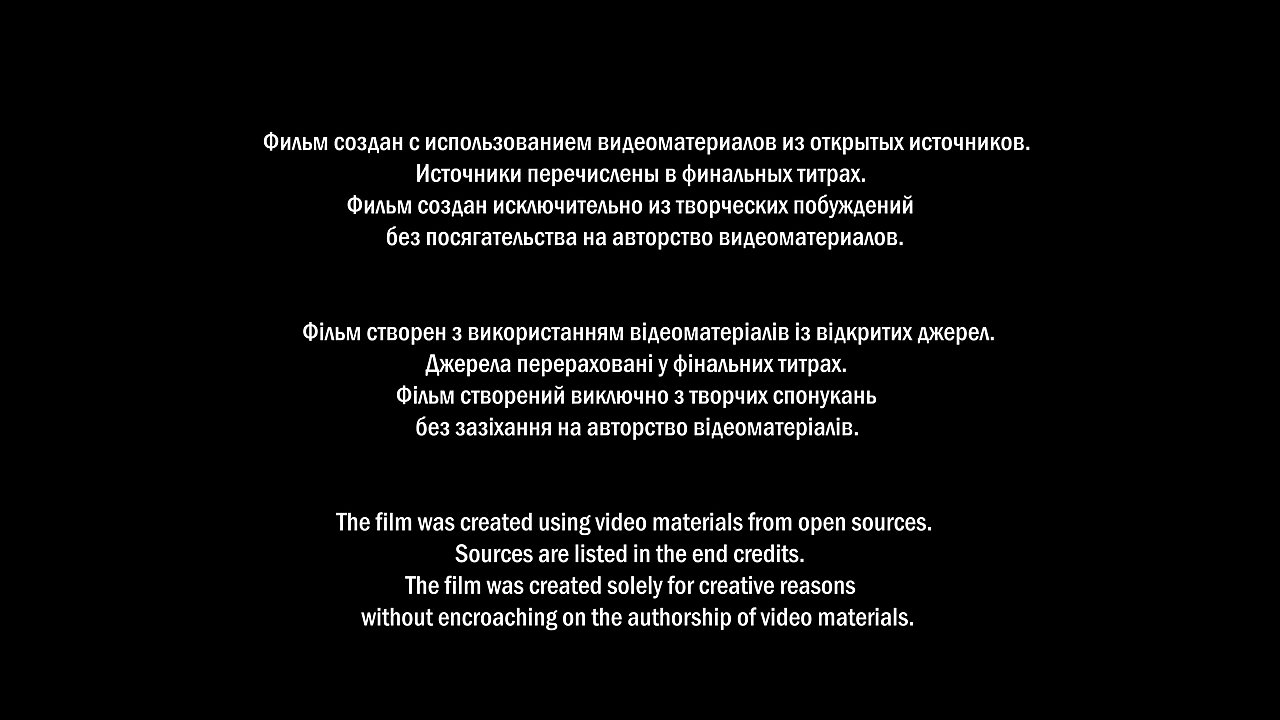 Фильм создан с использованием видеоматериалов из открытых источников.
Источники перечислены в финальных титрах.
Фильм создан исключительно из творческих побуждений
без посягательства на авторство видеоматериалов.
Фільм створен з використанням відеоматеріалів із відкритих джерел.
Джерела перераховані у фінальних титрах.
Фільм створений виключно з творчих спонукань
без зазіхання на авторство відеоматеріалів.
The film was created using video materials from open sources.
Sources are listed in the end credits.
The film was created solely for creative reasons
without encroaching on the authorship of video materials.